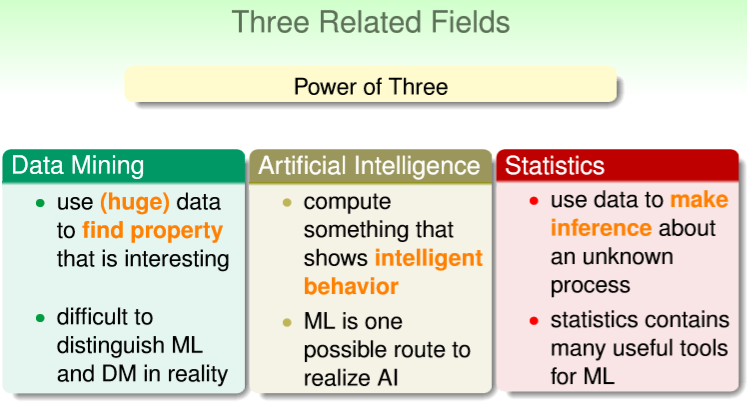 Three Related Fields
Power of Three
Data Mining
• use (huge) data
to find property
that is interesting
• difficult to
distinguish ML
and DM in reality
Artificial Intelligence
• compute
something that
shows intelligent
behavior
• ML is one
possible route to
realize AI
Statistics
• use data to make
inference about
an unknown
process
• statistics contains
many useful tools
for ML